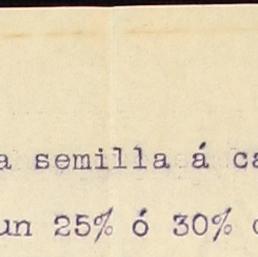 a semilla á ca
un 25% ó 30%